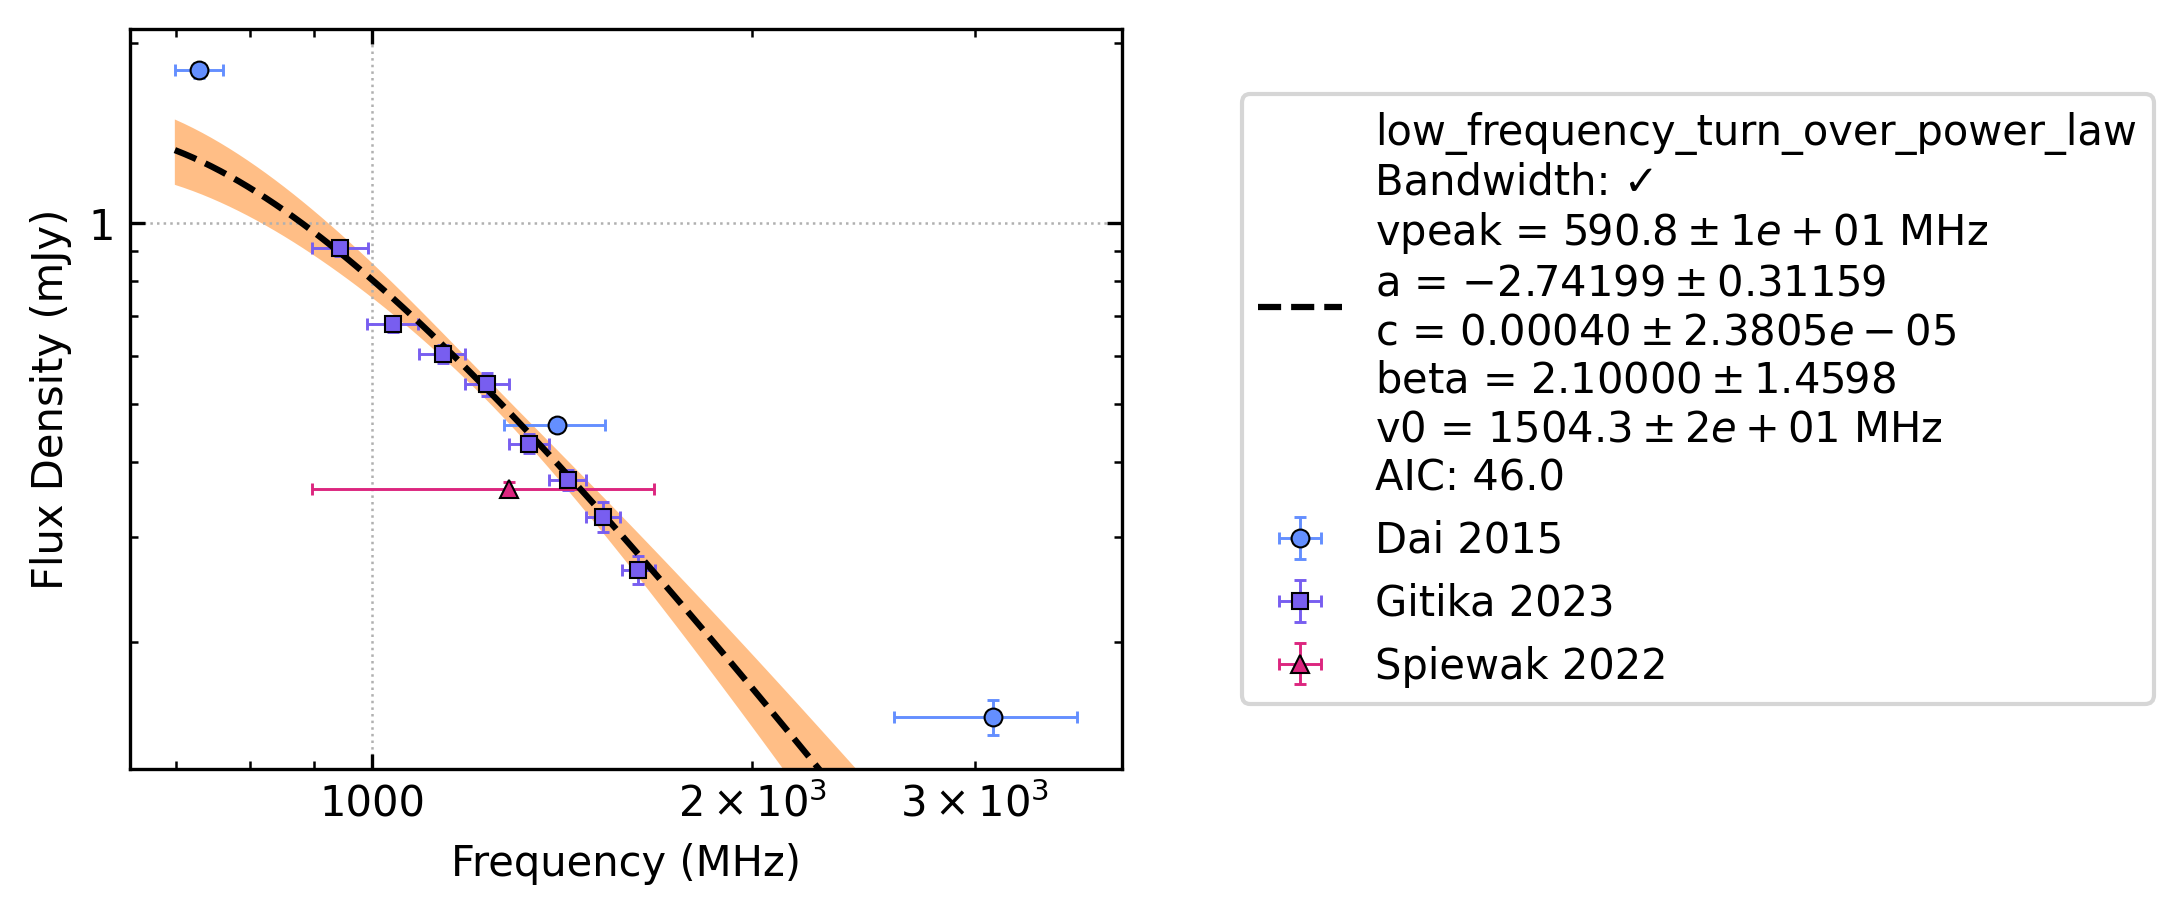 1
Flux Density (mJy)
1000
2 × 10³
3 × 10³
Frequency (MHz)
low_frequency_turn_over_power_law
Bandwidth: ✓
vpeak = 590.8 ± 1e + 01 MHz
a = −2.74199 ± 0.31159
c = 0.00040 ± 2.3805e − 05
beta = 2.10000 ± 1.4598
v0 = 1504.3 ± 2e + 01 MHz
AIC: 46.0
Dai 2015
Gitika 2023
Spiewak 2022